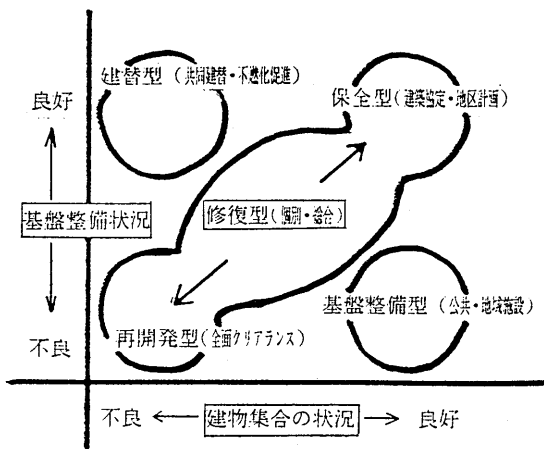 建替型（共同建替・不燃化促進）
良好
保全型（建築協定・地区計画）
基盤整備状況
修復型（個別・総合）
基盤整備型（公共・地域施設）
不良
再開発型（全面クリアランス）
不良
建物集合の状況
良好